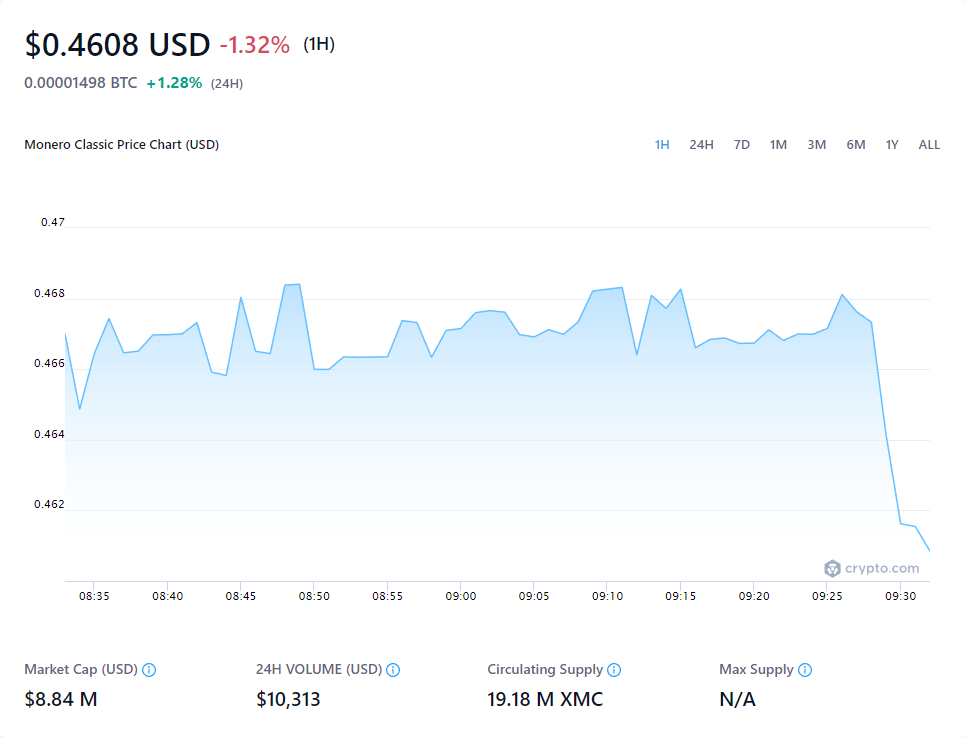 $0.4608 USD -1.32% (1H)
0.00001498 BTC +1.28% (24H)
Monero Classic Price Chart (USD)
1H 24H 7D 1M 3M 6M 1Y ALL
0.47
0.468
0.466
0.464
0.462
crypto.com
08:35 08:40 08:45 08:50 08:55 09:00 09:05 09:10 09:15 09:20 09:25 09:30
Market Cap (USD) 24H VOLUME (USD) Circulating Supply Max Supply
$8.84 M $10,313 19.18 M XMC N/A